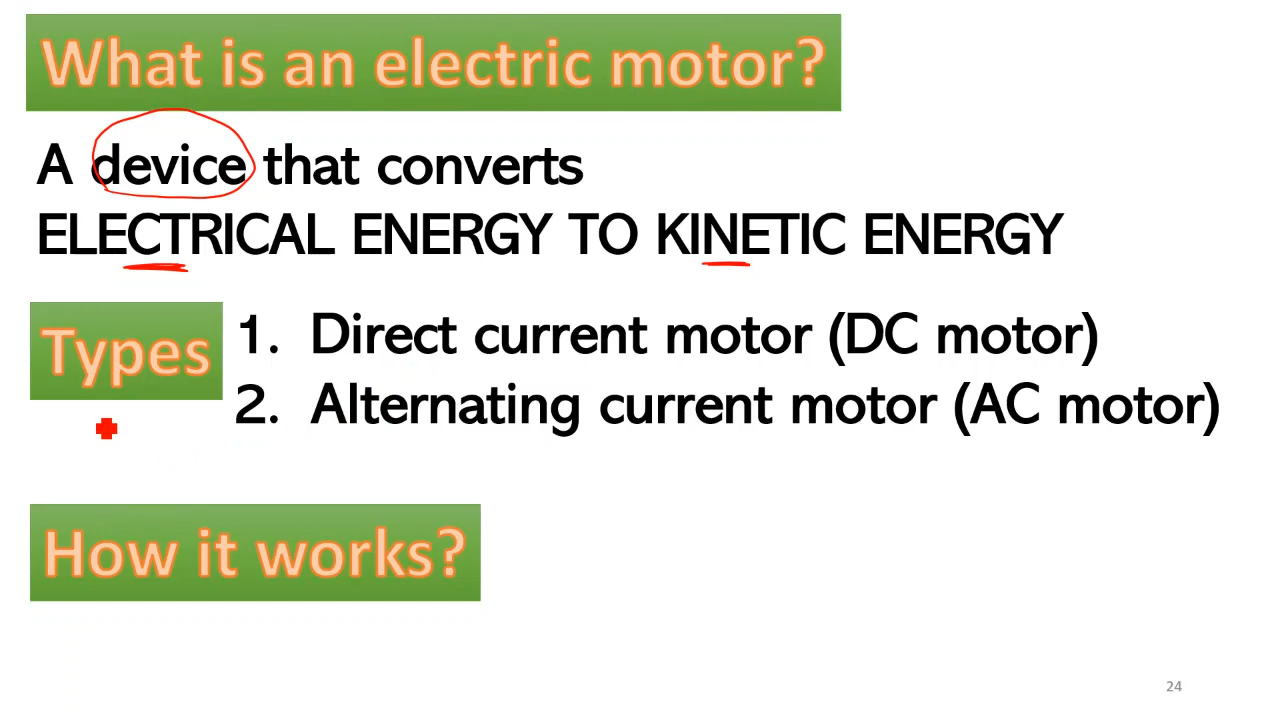 What is an electric motor?
A device that converts
ELECTRICAL ENERGY TO KINETIC ENERGY
Types
1. Direct current motor (DC motor)
2. Alternating current motor (AC motor)
How it works?
24